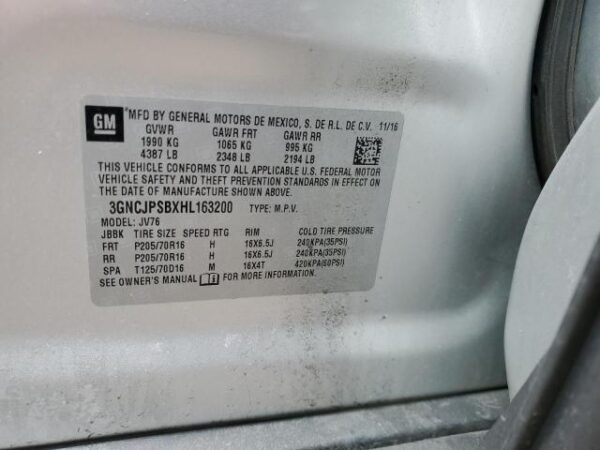 GM
MFD BY GENERAL MOTORS DE MEXICO, S. DE R.L. DE C.V. 11/16
GVWR GAWR FRT GAWR RR
1990 KG 1065 KG 995 KG
4387 LB 2348 LB 2194 LB
THIS VEHICLE CONFORMS TO ALL APPLICABLE U.S. FEDERAL MOTOR
VEHICLE SAFETY AND THEFT PREVENTION STANDARDS IN EFFECT ON
THE DATE OF MANUFACTURE SHOWN ABOVE.
3GNCJPSBXHL163200 TYPE: M.P.V.
MODEL: JV76
JBBK TIRE SIZE SPEED RTG RIM COLD TIRE PRESSURE
FRT P205/70R16 H 16X6.5J 240KPA(35PSI)
RR P205/70R16 H 16X6.5J 240KPA(35PSI)
SPA T125/70D16 M 16X4T 420KPA(60PSI)
SEE OWNER'S MANUAL FOR MORE INFORMATION.